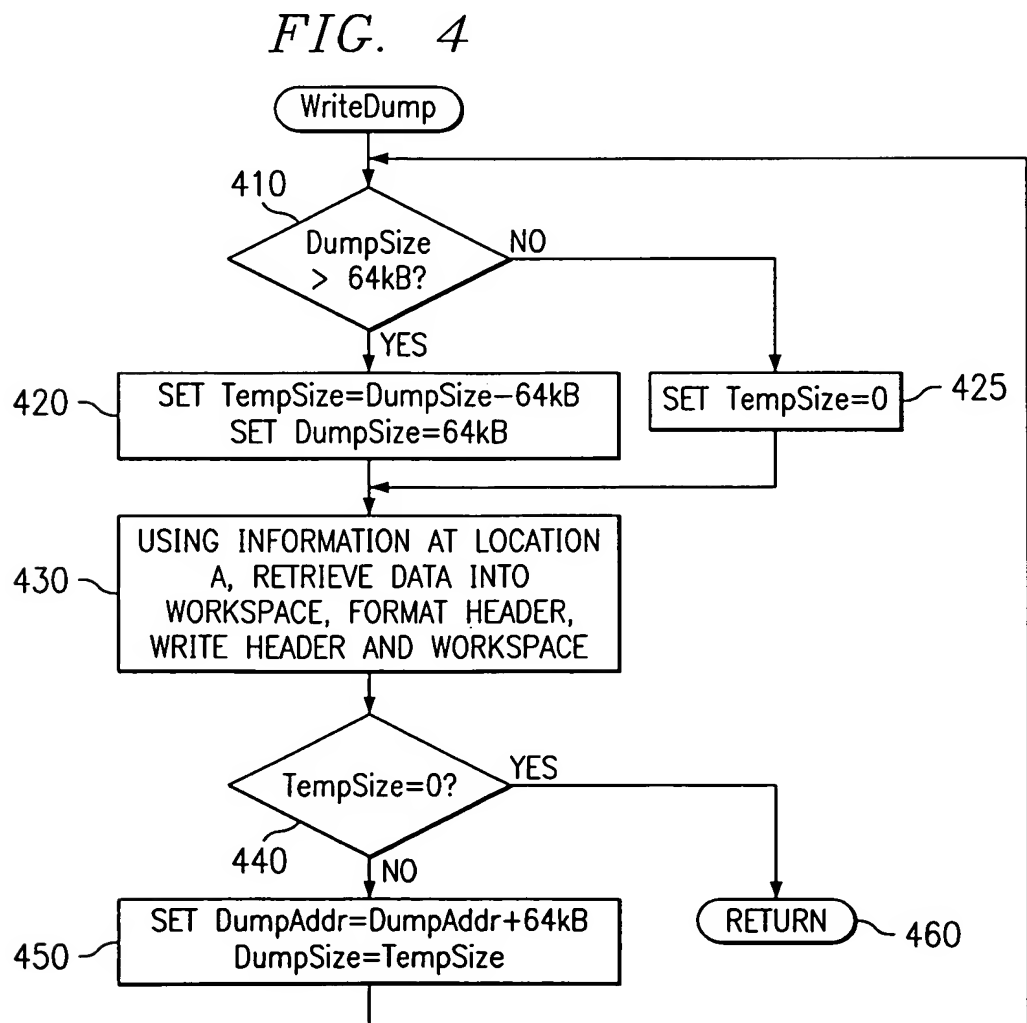 FIG. 4
WriteDump
410
DumpSize
> 64kB?
NO
YES
420
SET TempSize=DumpSize−64kB
SET DumpSize=64kB
SET TempSize=0
425
430
USING INFORMATION AT LOCATION
A, RETRIEVE DATA INTO
WORKSPACE, FORMAT HEADER,
WRITE HEADER AND WORKSPACE
TempSize=0?
YES
440
NO
450
SET DumpAddr=DumpAddr+64kB
DumpSize=TempSize
RETURN
460